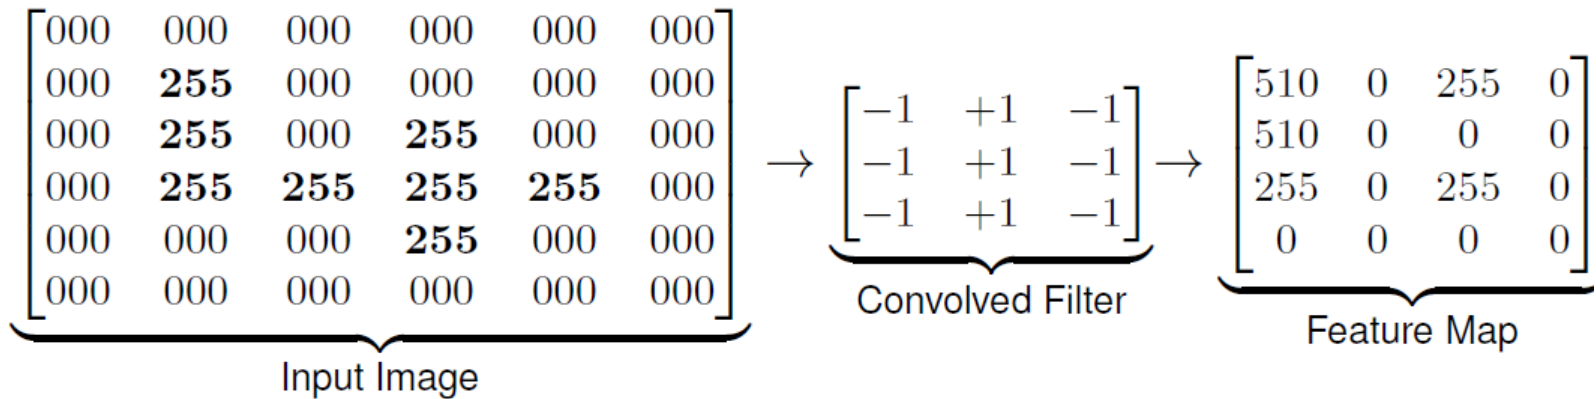 000 000 000 000 000 000
000 255 000 000 000 000
000 255 000 255 000 000
000 255 255 255 255 000
000 000 000 255 000 000
000 000 000 000 000 000
Input Image
→
−1 +1 −1
−1 +1 −1
−1 +1 −1
Convolved Filter
→
510 0 255 0
510 0 0 0
255 0 255 0
0 0 0 0
Feature Map